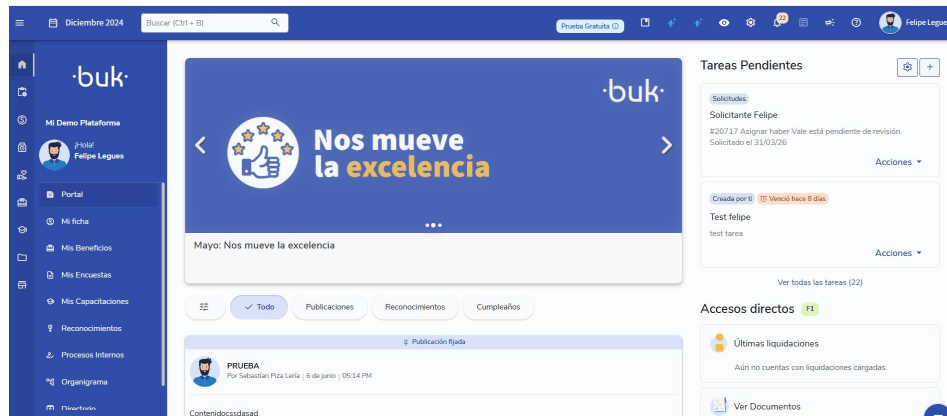 Diciembre 2024
Buscar (Ctrl + B)
Prueba Gratuita
22
Felipe Legue
·buk·
Mi Demo Plataforma
¡Hola!
Felipe Legues
Portal
Mi ficha
Mis Beneficios
Mis Encuestas
Mis Capacitaciones
Reconocimientos
Procesos Internos
Organigrama
Directorio
·buk·
Nos mueve
la excelencia
Mayo: Nos mueve la excelencia
Todo
Publicaciones
Reconocimientos
Cumpleaños
Publicación fijada
PRUEBA
Por Sebastían Piza Lería | 6 de junio | 05:14 PM
Contenidocssdasad
Tareas Pendientes
+
Solicitudes
Solicitante Felipe
#20717 Asignar haber Vale está pendiente de revisión.
Solicitado el 31/03/26
Acciones
Creada por ti
Venció hace 8 días
Test felipe
test tarea
Acciones
Ver todas las tareas (22)
Accesos directos F1
Últimas liquidaciones
Aún no cuentas con liquidaciones cargadas.
Ver Documentos